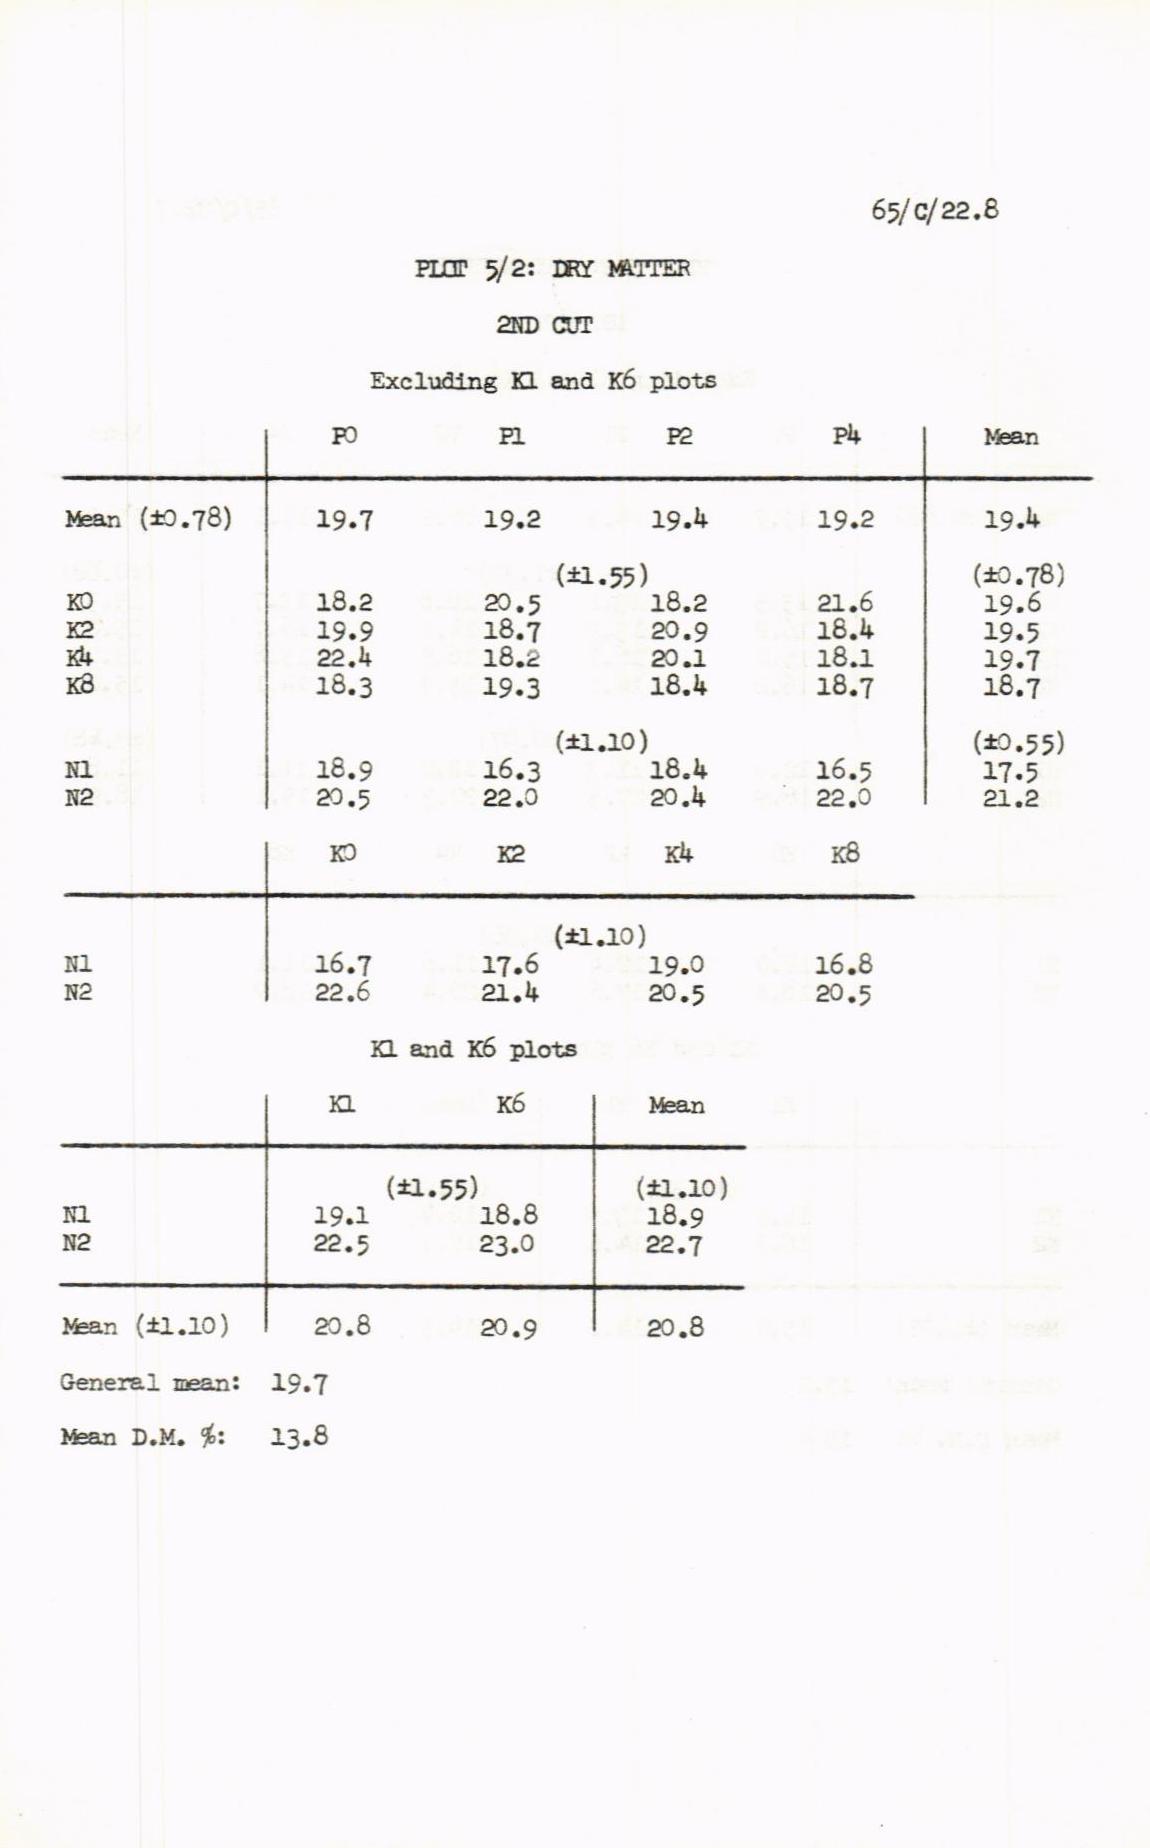 65/C/22.8
PLOT 5/2: DRY MATTER
2ND CUT
Excluding K1 and K6 plots
P0 P1 P2 P4 Mean
Mean (±0.78) 19.7 19.2 19.4 19.2 19.4
(±1.55) (±0.78)
K0 18.2 20.5 18.2 21.6 19.6
K2 19.9 18.7 20.9 18.4 19.5
K4 22.4 18.2 20.1 18.1 19.7
K8 18.3 19.3 18.4 18.7 18.7
(±1.10) (±0.55)
N1 18.9 16.3 18.4 16.5 17.5
N2 20.5 22.0 20.4 22.0 21.2
K0 K2 K4 K8
(±1.10)
N1 16.7 17.6 19.0 16.8
N2 22.6 21.4 20.5 20.5
K1 and K6 plots
K1 K6 Mean
(±1.55) (±1.10)
N1 19.1 18.8 18.9
N2 22.5 23.0 22.7
Mean (±1.10) 20.8 20.9 20.8
General mean: 19.7
Mean D.M. %: 13.8